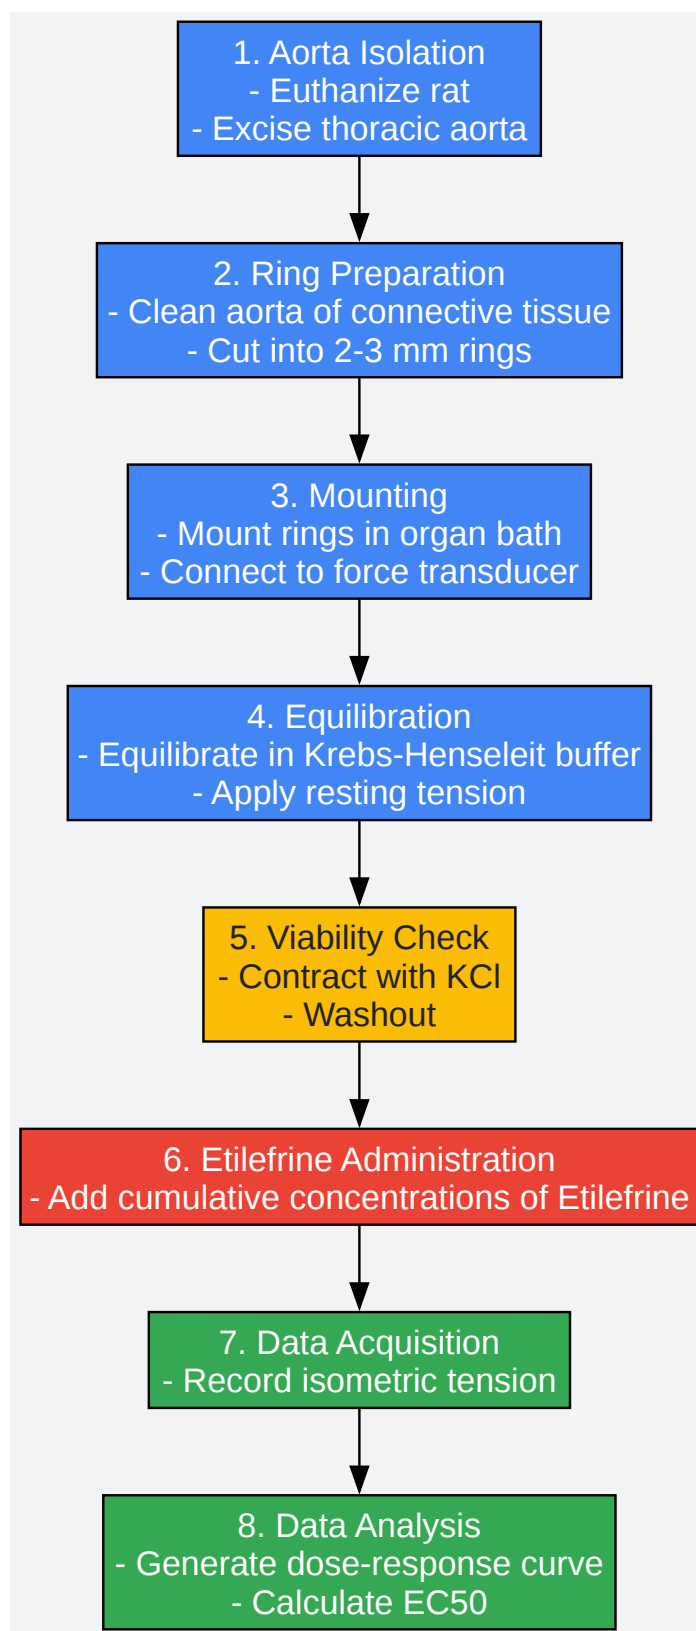 1. Aorta Isolation
- Euthanize rat
- Excise thoracic aorta
2. Ring Preparation
- Clean aorta of connective tissue
- Cut into 2-3 mm rings
3. Mounting
- Mount rings in organ bath
- Connect to force transducer
4. Equilibration
- Equilibrate in Krebs-Henseleit buffer
- Apply resting tension
5. Viability Check
- Contract with KCl
- Washout
6. Etilefrine Administration
- Add cumulative concentrations of Etilefrine
7. Data Acquisition
- Record isometric tension
8. Data Analysis
- Generate dose-response curve
- Calculate EC50